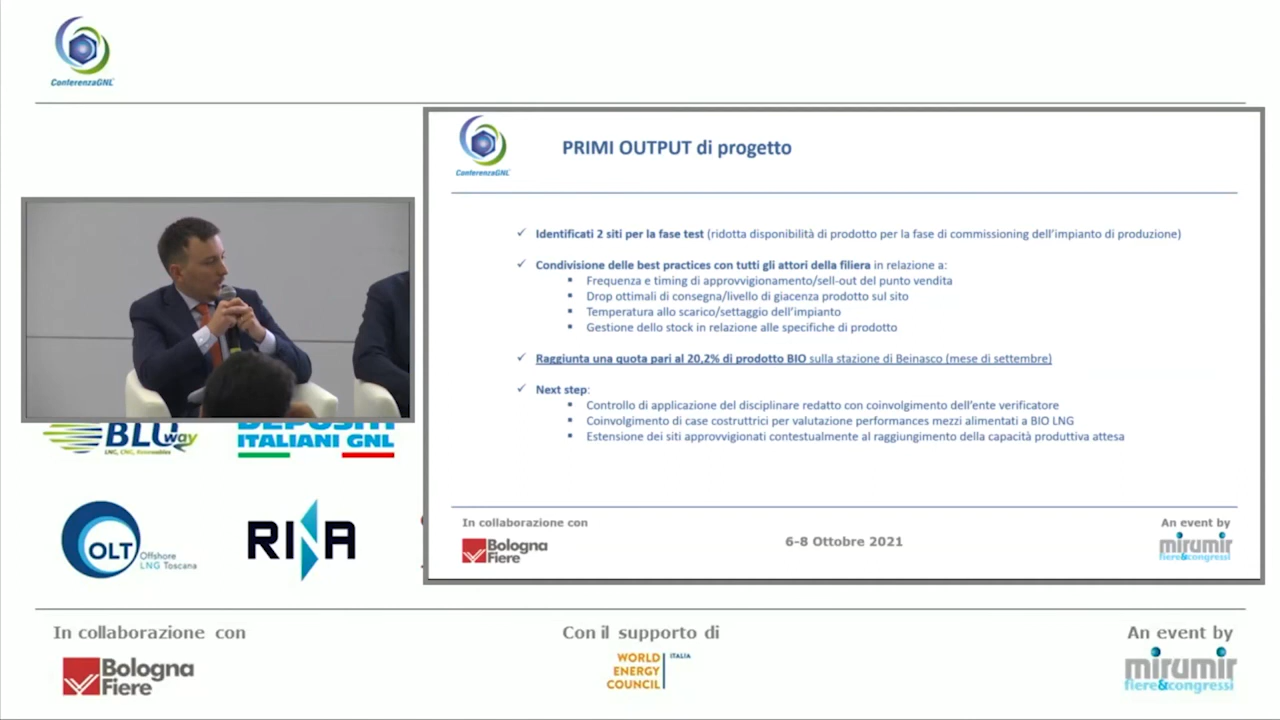 ConferenzaGNL
ConferenzaGNL
PRIMI OUTPUT di progetto
✓ Identificati 2 siti per la fase test (ridotta disponibilità di prodotto per la fase di commissioning dell'impianto di produzione)
✓ Condivisione delle best practices con tutti gli attori della filiera in relazione a:
▪ Frequenza e timing di approvvigionamento/sell-out del punto vendita
▪ Drop ottimali di consegna/livello di giacenza prodotto sul sito
▪ Temperatura allo scarico/settaggio dell'impianto
▪ Gestione dello stock in relazione alle specifiche di prodotto
✓ Raggiunta una quota pari al 20,2% di prodotto BIO sulla stazione di Beinasco (mese di settembre)
✓ Next step:
▪ Controllo di applicazione del disciplinare redatto con coinvolgimento dell'ente verificatore
▪ Coinvolgimento di case costruttrici per valutazione performances mezzi alimentati a BIO LNG
▪ Estensione dei siti approvvigionati contestualmente al raggiungimento della capacità produttiva attesa
In collaborazione con
Bologna
Fiere
6-8 Ottobre 2021
An event by
mirumir
fiere&congressi
BLUway
LNG, CNG, Renewables
DEPOSITI
ITALIANI GNL
OLT Offshore
LNG Toscana
RINA
In collaborazione con
Bologna
Fiere
Con il supporto di
WORLD
ENERGY
COUNCIL
ITALIA
An event by
mirumir
fiere&congressi